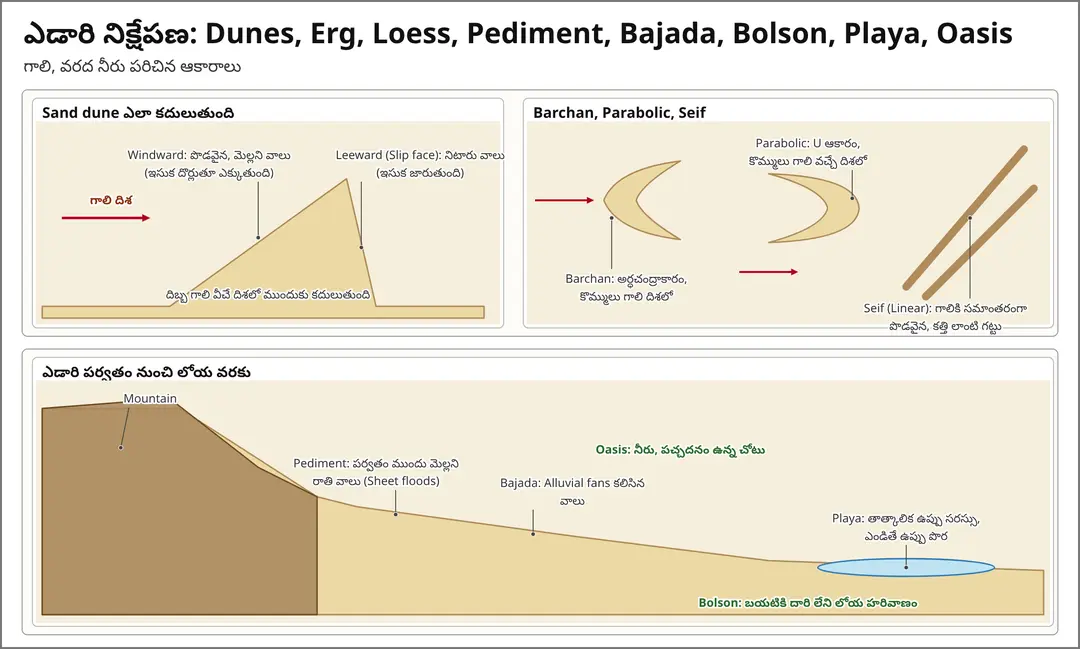 ఎడారి నిక్షేపణ: Dunes, Erg, Loess, Pediment, Bajada, Bolson, Playa, Oasis
గాలి, వరద నీరు పరిచిన ఆకారాలు
Sand dune ఎలా కదులుతుంది
Windward: పొడవైన, మెల్లని వాలు
(ఇసుక దొర్లుతూ ఎక్కుతుంది)
Leeward (Slip face): నిటారు వాలు
(ఇసుక జారుతుంది)
గాలి దిశ
దిబ్బ గాలి వీచే దిశలో ముందుకు కదులుతుంది
Barchan, Parabolic, Seif
Parabolic: U ఆకారం,
కొమ్ములు గాలి వచ్చే దిశలో
Barchan: అర్ధచంద్రాకారం,
కొమ్ములు గాలి దిశలో
Seif (Linear): గాలికి సమాంతరంగా
పొడవైన, కత్తి లాంటి గట్టు
ఎడారి పర్వతం నుంచి లోయ వరకు
Mountain
Pediment: పర్వతం ముందు మెల్లని
రాతి వాలు (Sheet floods)
Bajada: Alluvial fans కలిసిన
వాలు
Oasis: నీరు, పచ్చదనం ఉన్న చోటు
Playa: తాత్కాలిక ఉప్పు సరస్సు,
ఎండితే ఉప్పు పొర
Bolson: బయటికి దారి లేని లోయ హరివాణం